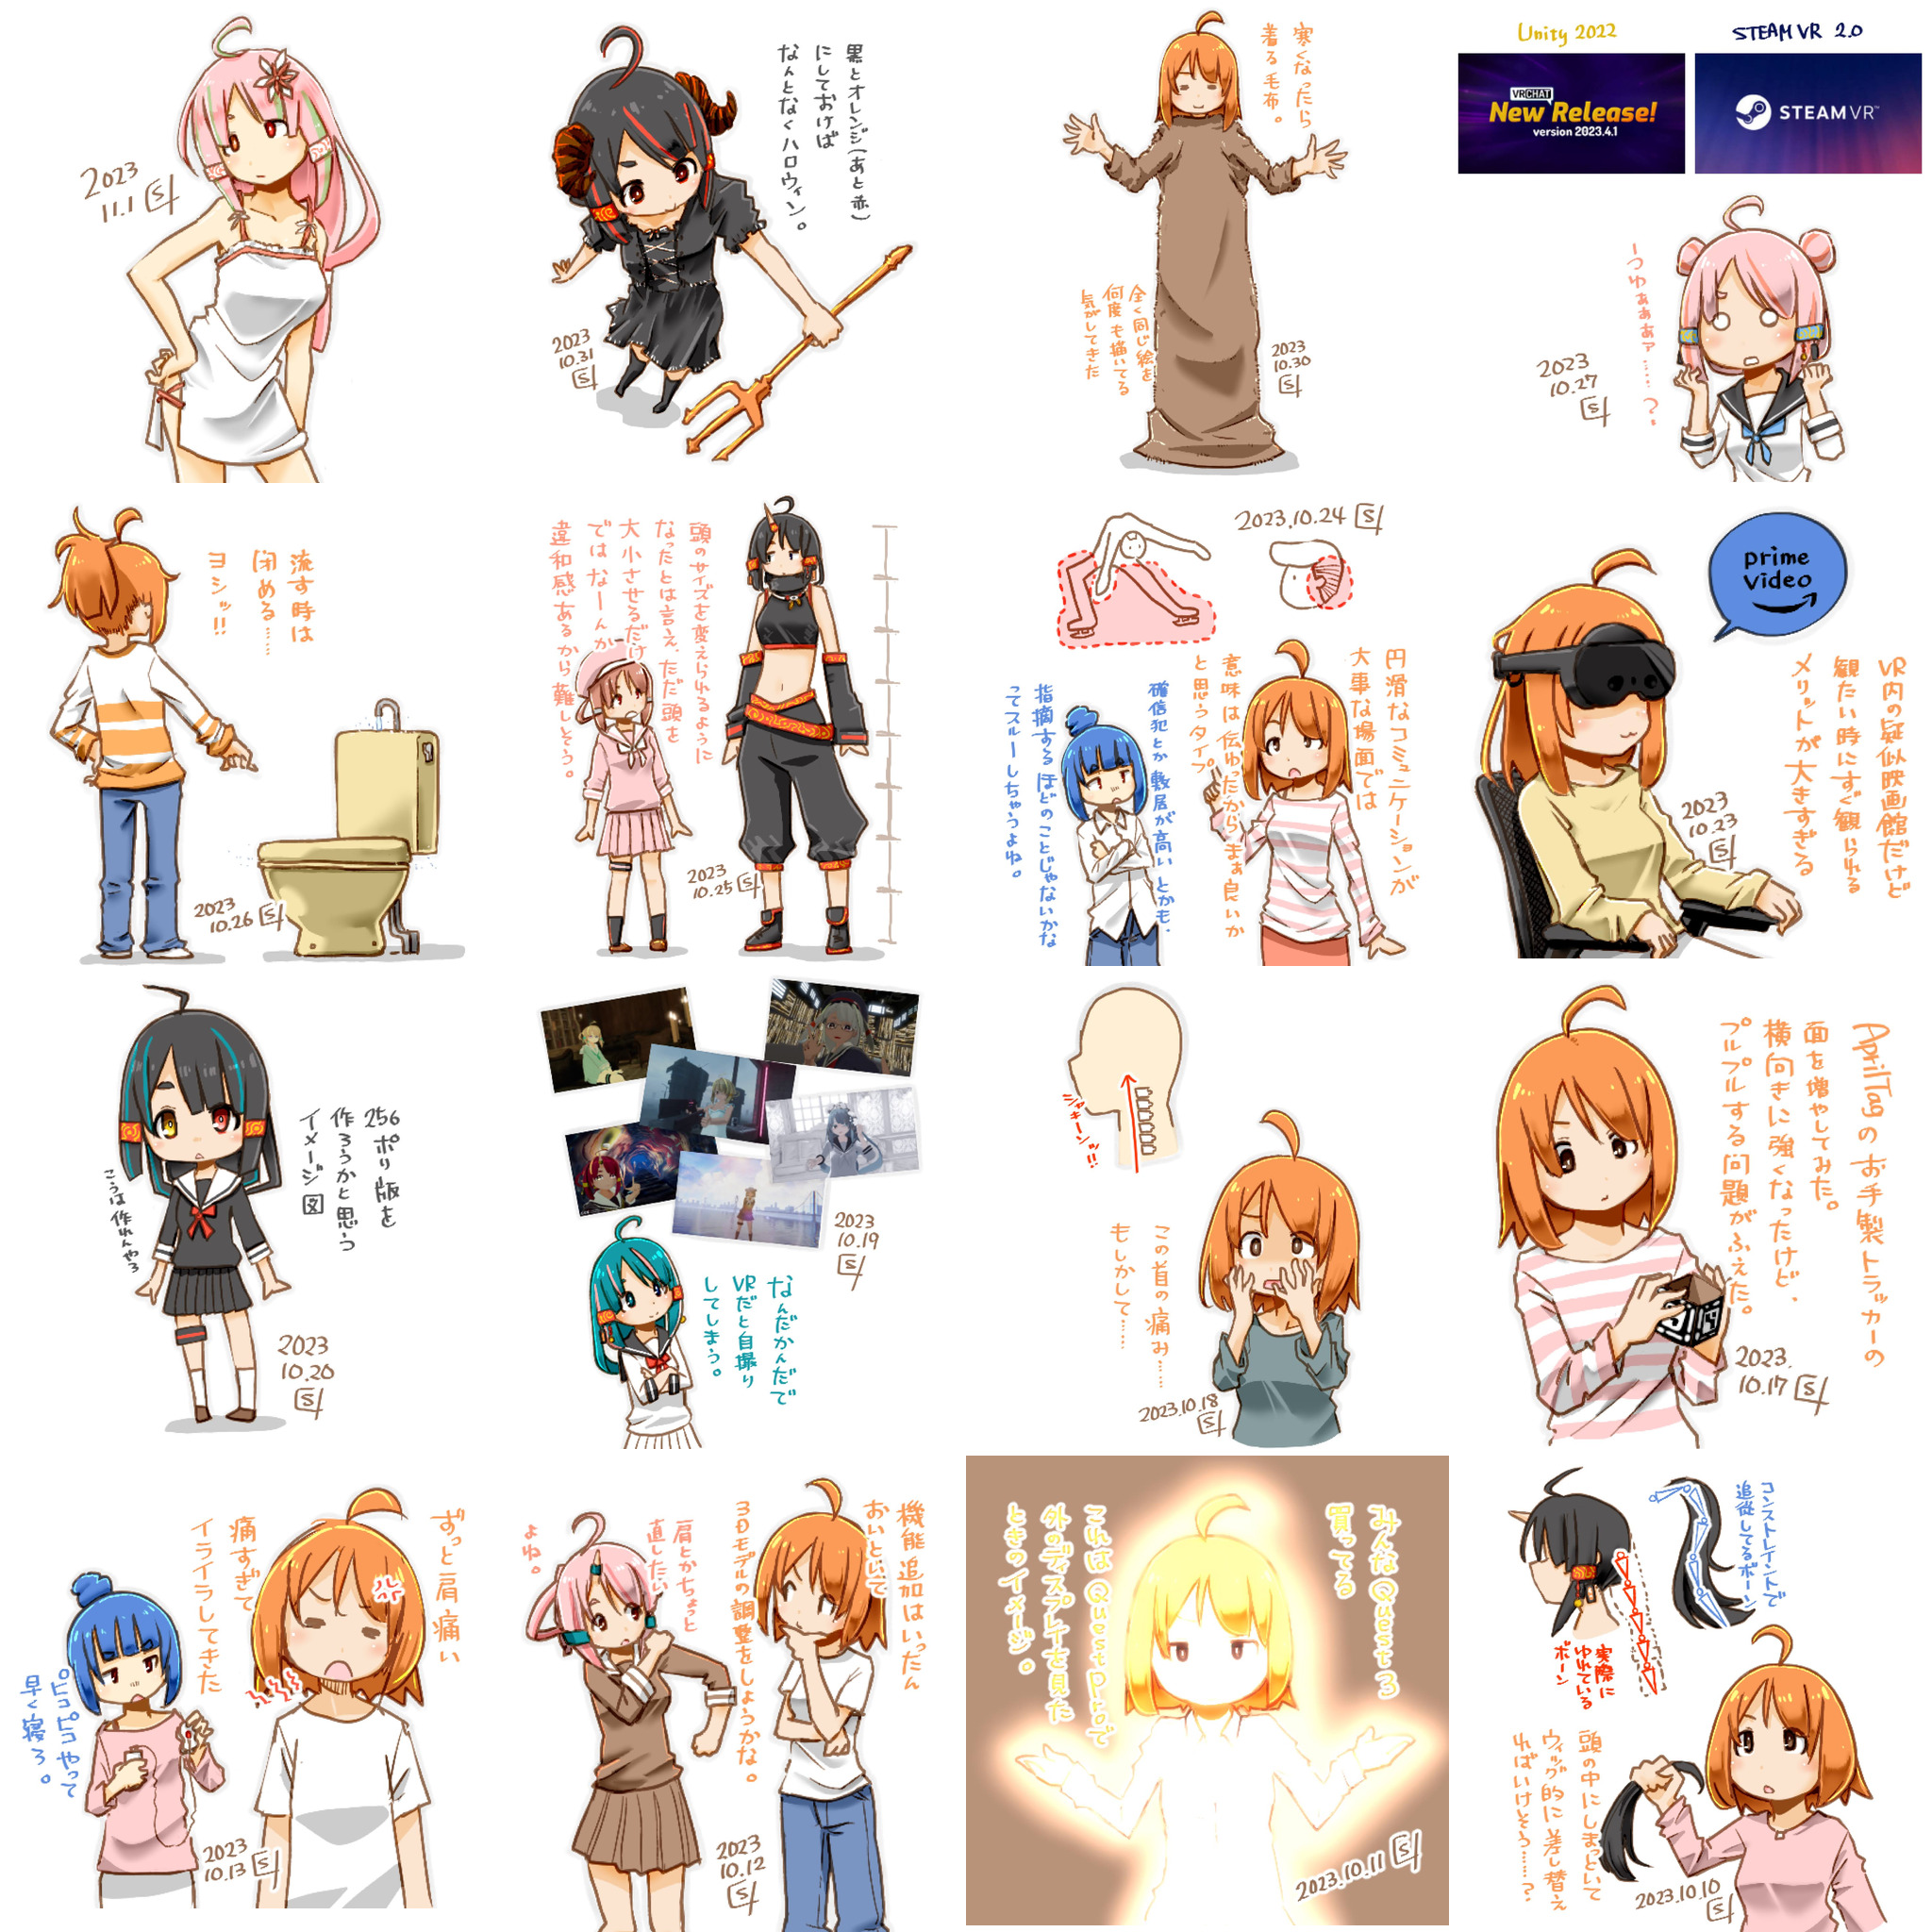 2023
11.1
黒とオレンジ(あと赤)
にしておけば
なんとなくハロウィン。
2023
10.31
寒くなったら
着る毛布。
全く同じ絵を
何度も描いてる
気がしてきた
2023
10.30
Unity 2022
STEAM VR 2.0
VRCHAT
New Release!
version 2023.4.1
STEAMVR™
ーつゅぁぁぁァ……?
2023
10.27
流す時は
閉める……
ヨシッ!!
2023
10.26
頭のサイズを変えられるように
なったとは言え、ただ頭を
大小させるだけ
ではなーんか
違和感あるから難しそう。
2023
10.25
2023.10.24
円滑なコミュニケーションが
大事な場面では
意味は伝わったからまぁ良いか
と思うタイプ
確信犯とか敷居が高いとかも、
指摘するほどのことじゃないかな
ってスルーしちゃうよね。
prime
video
VR内の疑似映画館だけど
観たい時にすぐ観られる
メリットが大きすぎる
2023
10.23
256ポリ版を
作ろうかと思う
イメージ図
こうは作れんやろ
2023
10.20
2023
10.19
なんだかんだで
VRだと自撮り
してしまう。
シャキーンッ!!
この首の痛み……
もしかして……
2023.10.18
AprilTagのお手製トラッカーの
面を増やしてみた。
横向きに強くなったけど、
プルプルする問題がふえた。
2023.
10.17
ずっと肩痛い
痛すぎて
イライラしてきた
ピコピコやって
早く寝ろ。
2023
10.13
機能追加はいったん
おいといて
3Dモデルの調整をしようかな。
肩とかちょっと
直したい
よね。
2023
10.12
みんなQuest3
買ってる
これはQuestProで
外のディスプレイを見た
ときのイメージ。
2023.10.11
コンストレイントで
追従してるボーン
実際に
ゆれている
ボーン
頭の中にしまっといて
ウィッグ的に差し替え
ればいけそう……?
2023.10.10